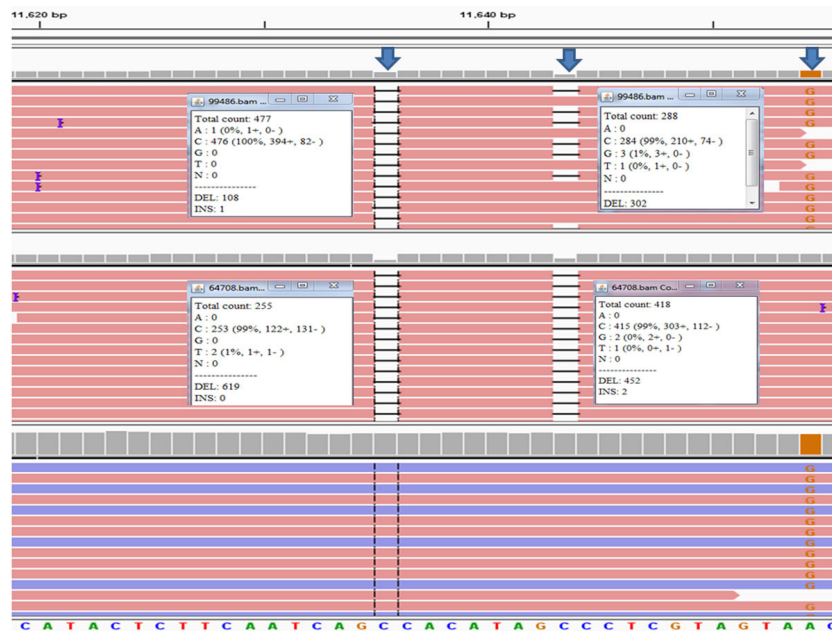 11,620 bp 11,640 bp
99486.bam ...
Total count: 477
A : 1 (0%, 1+, 0- )
C : 476 (100%, 394+, 82- )
G : 0
T : 0
N : 0
---------------
DEL: 108
INS: 1
99486.bam ...
Total count: 288
A : 0
C : 284 (99%, 210+, 74- )
G : 3 (1%, 3+, 0- )
T : 1 (0%, 1+, 0- )
N : 0
---------------
DEL: 302
G
G
G
G
G
G
G
G
G
G
G
64708.bam...
Total count: 255
A : 0
C : 253 (99%, 122+, 131- )
G : 0
T : 2 (1%, 1+, 1- )
N : 0
---------------
DEL: 619
INS: 0
64708.bam Co...
Total count: 418
A : 0
C : 415 (99%, 303+, 112- )
G : 2 (0%, 2+, 0- )
T : 1 (0%, 0+, 1- )
N : 0
---------------
DEL: 452
INS: 2
G
G
G
G
G
G
G
G
G
G
G
G
G
C A T A C T C T T C A A T C A G C C A C A T A G C C C T C G T A G T A A C